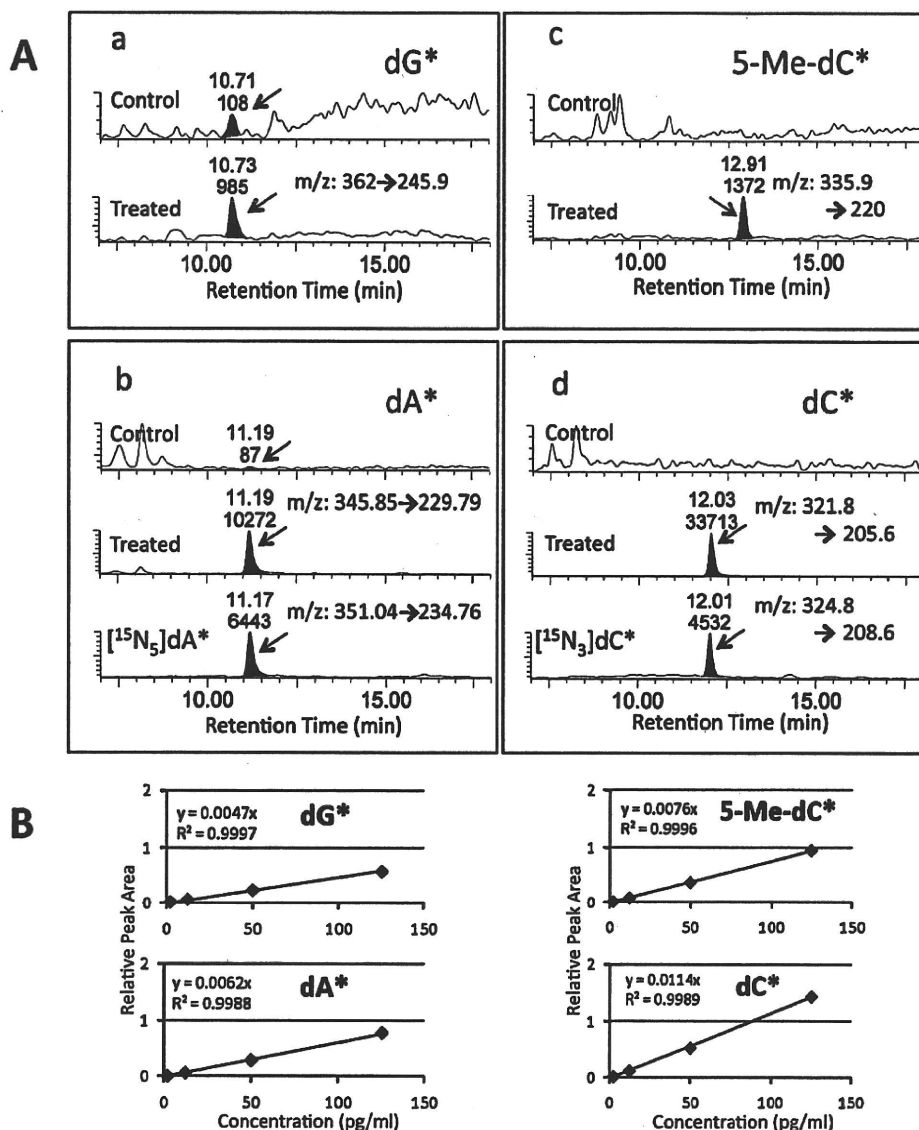 A
a
dG*
10.71
108
Control
10.73
985
m/z: 362→245.9
Treated
10.00
15.00
Retention Time (min)
c
5-Me-dC*
Control
12.91
1372
m/z: 335.9
→ 220
Treated
10.00
15.00
Retention Time (min)
b
dA*
Control
11.19
87
11.19
10272
m/z: 345.85→229.79
Treated
11.17
6443
m/z: 351.04→234.76
[¹⁵N₅]dA*
10.00
15.00
Retention Time (min)
d
dC*
Control
12.03
33713
m/z: 321.8
→ 205.6
Treated
12.01
4532
m/z: 324.8
→ 208.6
[¹⁵N₃]dC*
10.00
15.00
Retention Time (min)
B
Relative Peak Area
2
1
0
y = 0.0047x
R² = 0.9997
dG*
0 50 100 150
2
1
0
y = 0.0062x
R² = 0.9988
dA*
0 50 100 150
Concentration (pg/ml)
Relative Peak Area
2
1
0
y = 0.0076x
R² = 0.9996
5-Me-dC*
0 50 100 150
2
1
0
y = 0.0114x
R² = 0.9989
dC*
0 50 100 150
Concentration (pg/ml)